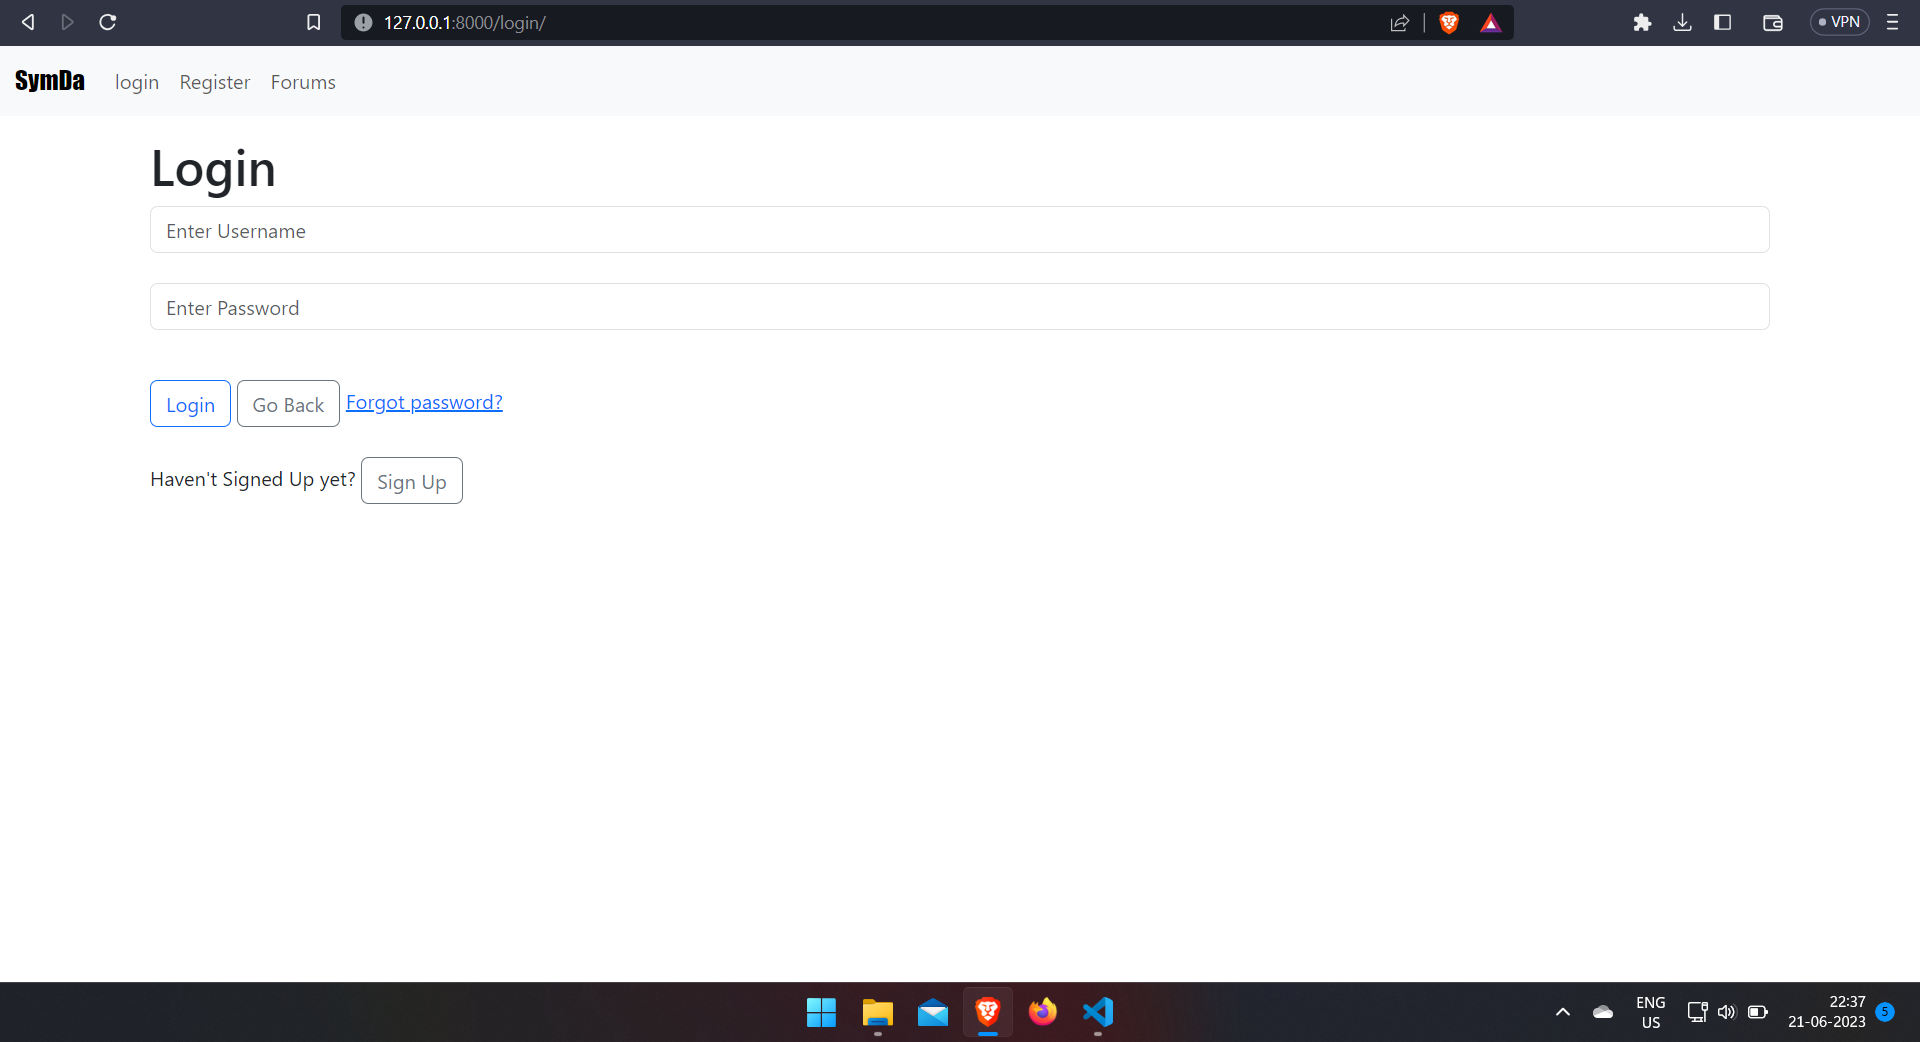 127.0.0.1:8000/login/
VPN
SymDa login Register Forums
Login
Enter Username
Enter Password
Login Go Back Forgot password?
Haven't Signed Up yet? Sign Up
ENG
US
22:37
21-06-2023
5